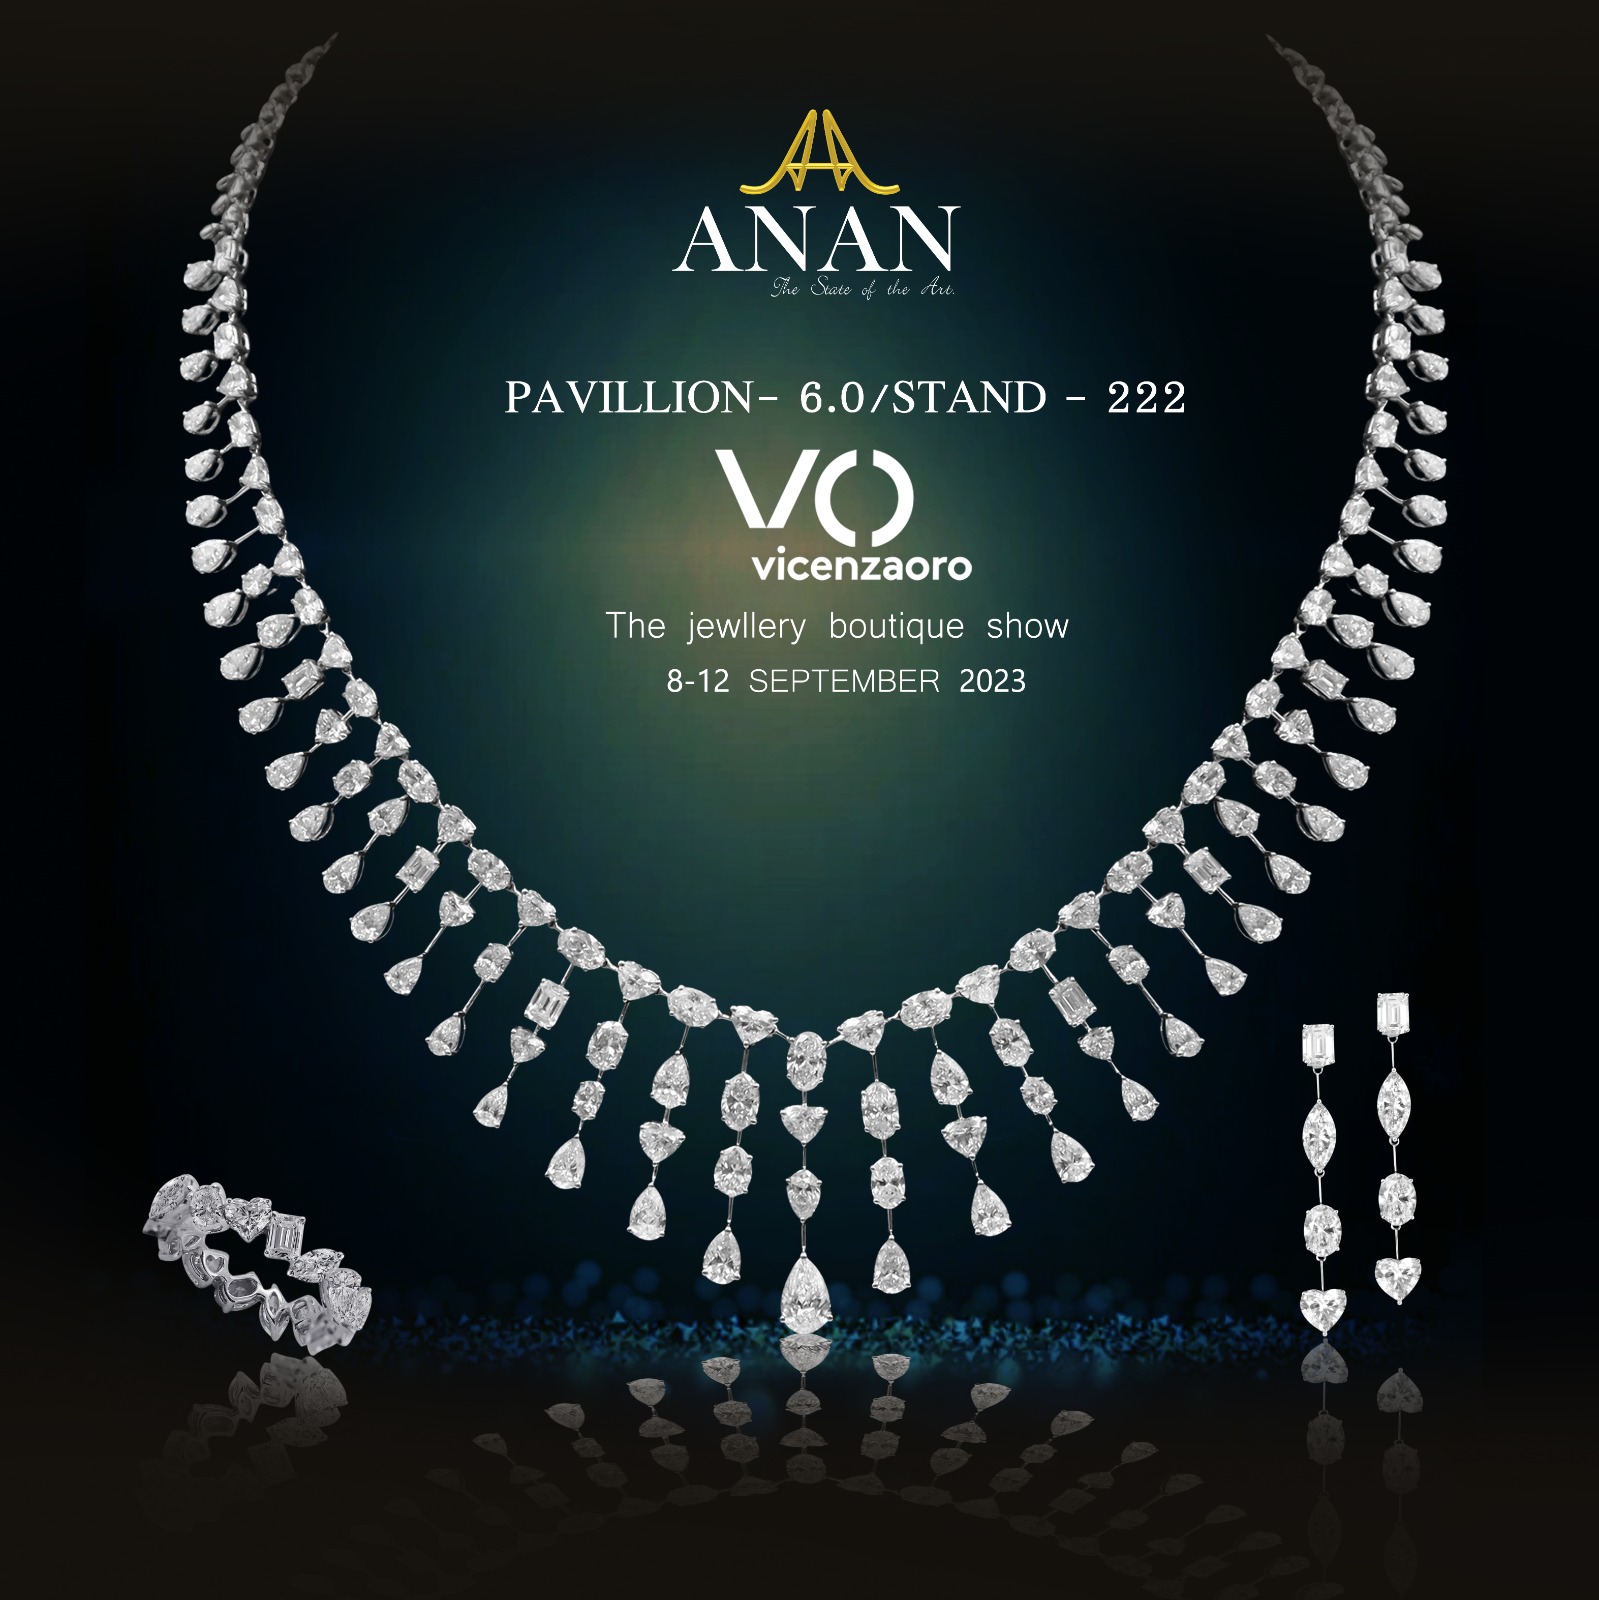 ANAN
The State of the Art.
PAVILLION- 6.0/STAND - 222
VO
vicenzaoro
The jewllery boutique show
8-12 SEPTEMBER 2023